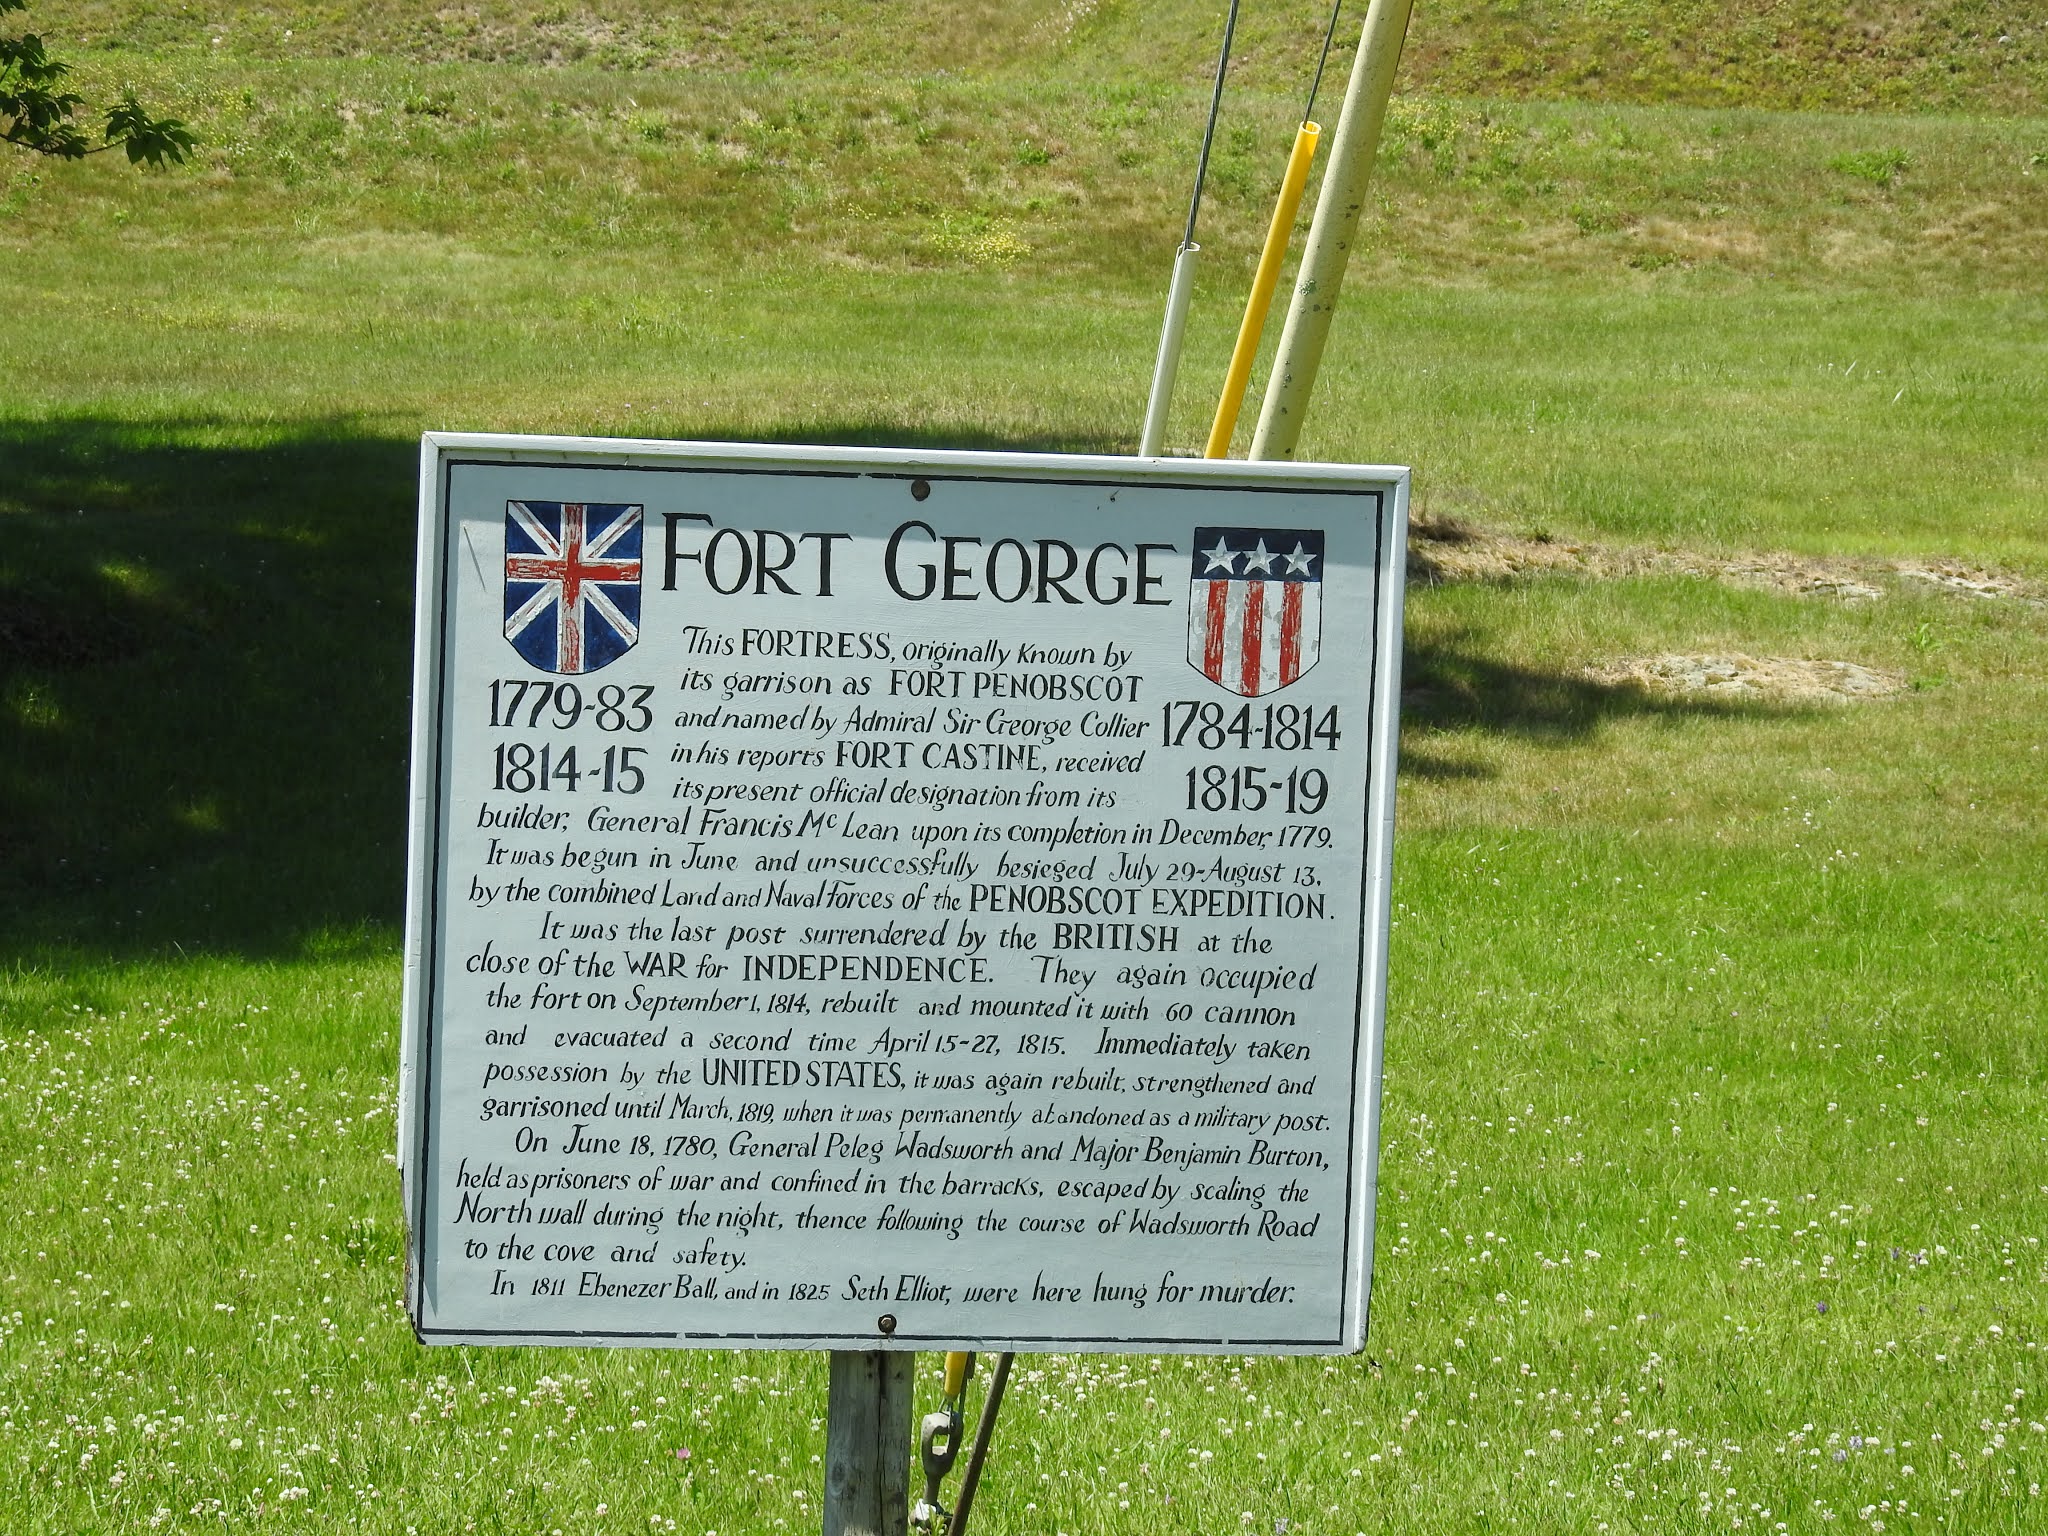 FORT GEORGE
1779-83
1814-15
1784-1814
1815-19
This FORTRESS, originally known by
its garrison as FORT PENOBSCOT
and named by Admiral Sir George Collier
in his reports FORT CASTINE, received
its present official designation from its
builder, General Francis Mc Lean upon its completion in December, 1779.
It was begun in June and unsuccessfully besieged July 29-August 13,
by the combined Land and Naval Forces of the PENOBSCOT EXPEDITION.
It was the last post surrendered by the BRITISH at the
close of the WAR for INDEPENDENCE. They again occupied
the fort on September 1, 1814, rebuilt and mounted it with 60 cannon
and evacuated a second time April 15-27, 1815. Immediately taken
possession by the UNITED STATES, it was again rebuilt, strengthened and
garrisoned until March, 1819, when it was permanently abandoned as a military post.
On June 18, 1780, General Peleg Wadsworth and Major Benjamin Burton,
held as prisoners of war and confined in the barracks, escaped by scaling the
North wall during the night, thence following the course of Wadsworth Road
to the cove and safety.
In 1811 Ebenezer Ball, and in 1825 Seth Elliot, were here hung for murder.